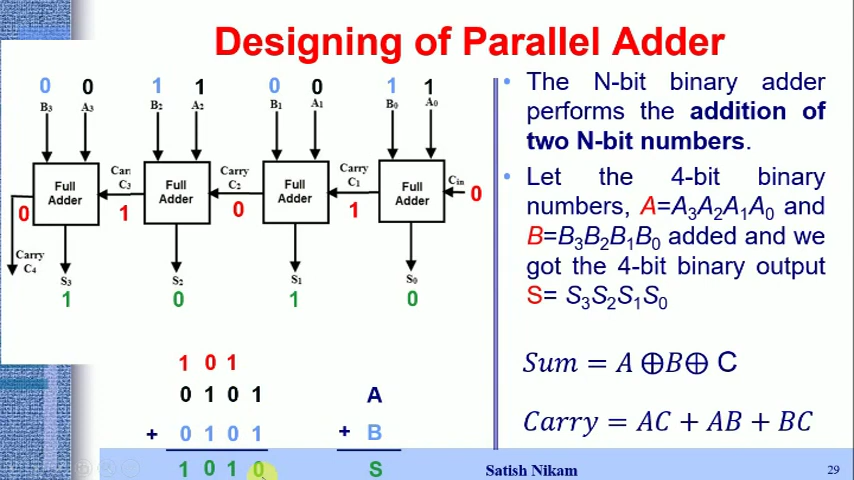 Designing of Parallel Adder
0 0 1 1 0 0 1 1
B3 A3 B2 A2 B1 A1 B0 A0
Full Adder
Carry C3
Full Adder
Carry C2
Full Adder
Carry C1
Full Adder
Cin
0 1 0 1 0
Carry C4
S3 S2 S1 S0
1 0 1 0
1 0 1
0 1 0 1 A
+ 0 1 0 1 + B
1 0 1 0 S
• The N-bit binary adder
performs the addition of
two N-bit numbers.
• Let the 4-bit binary
numbers, A=A3A2A1A0 and
B=B3B2B1B0 added and we
got the 4-bit binary output
S= S3S2S1S0
Sum = A ⊕B⊕ C
Carry = AC + AB + BC
Satish Nikam
29